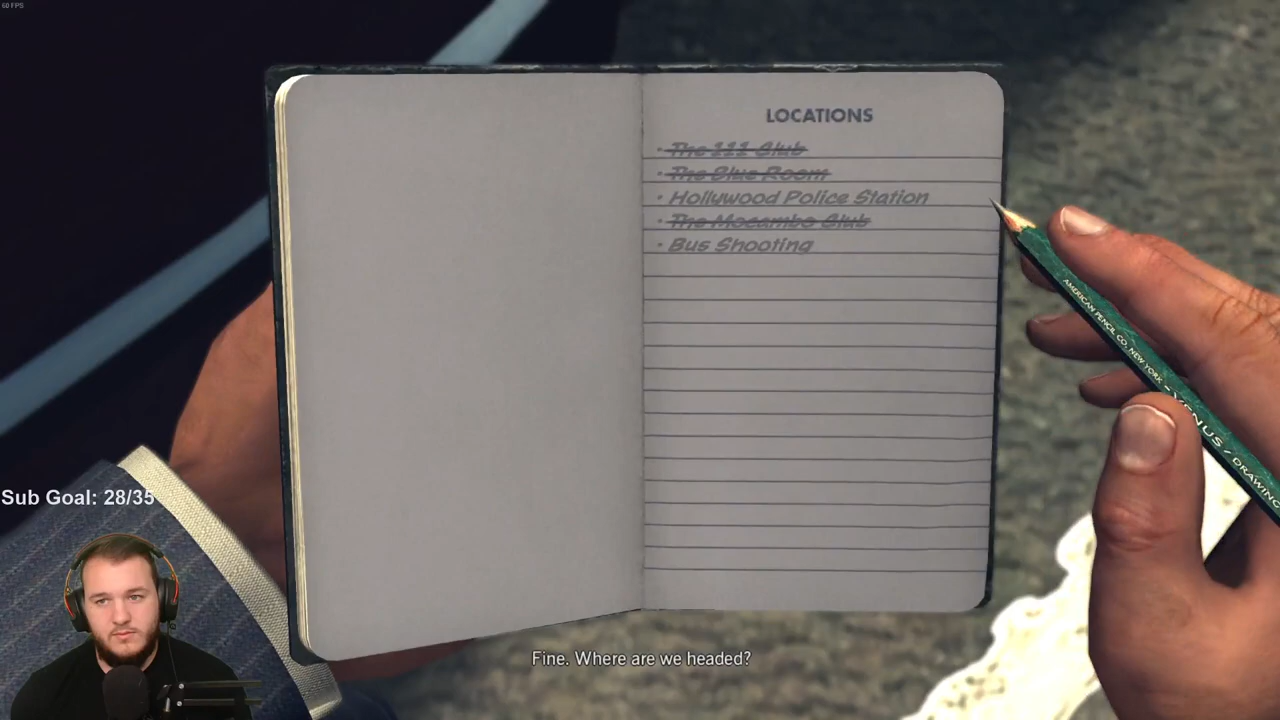 60 FPS
LOCATIONS
· The 111 Club
· The Blue Room
· Hollywood Police Station
· The Mocambo Club
· Bus Shooting
AMERICAN PENCIL CO. NEW YORK - VENUS / DRAWING
Sub Goal: 28/35
Fine. Where are we headed?